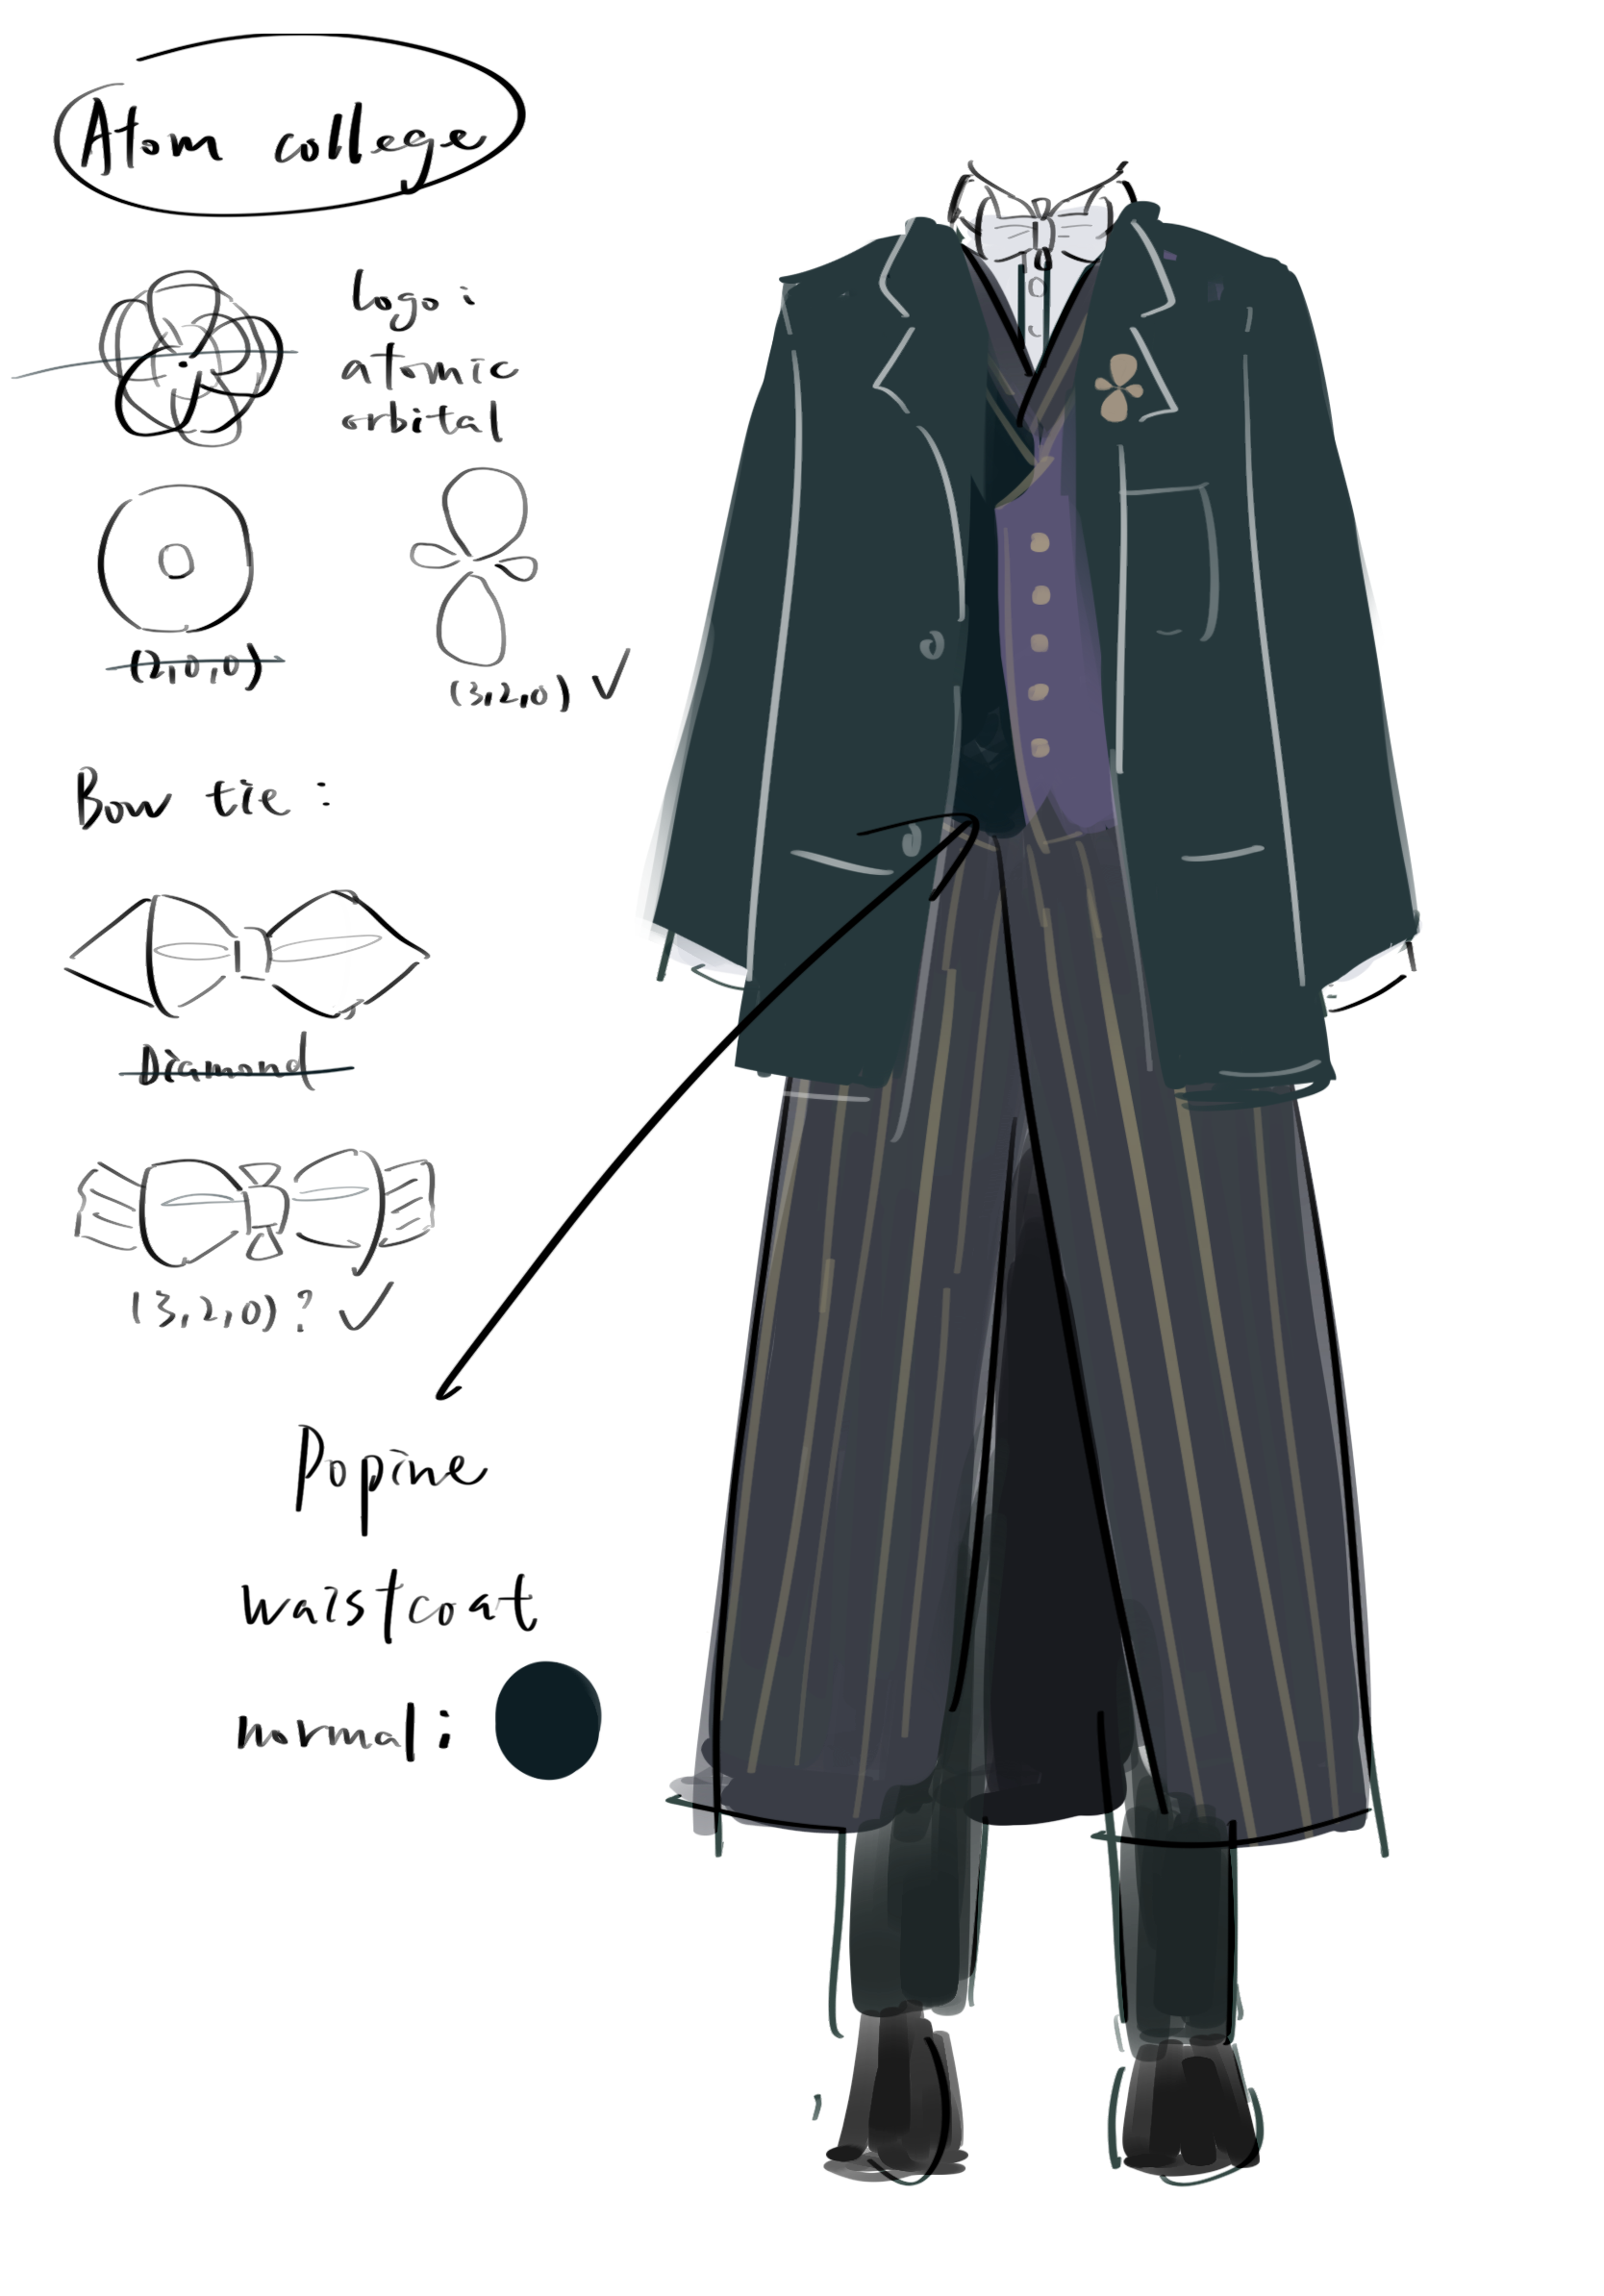 Atom college
Logo:
atomic
orbital
(2,0,0)
(3,2,0) ✓
Bow tie:
Diamond
(3,2,0)? ✓
Popine
waistcoat
normal: